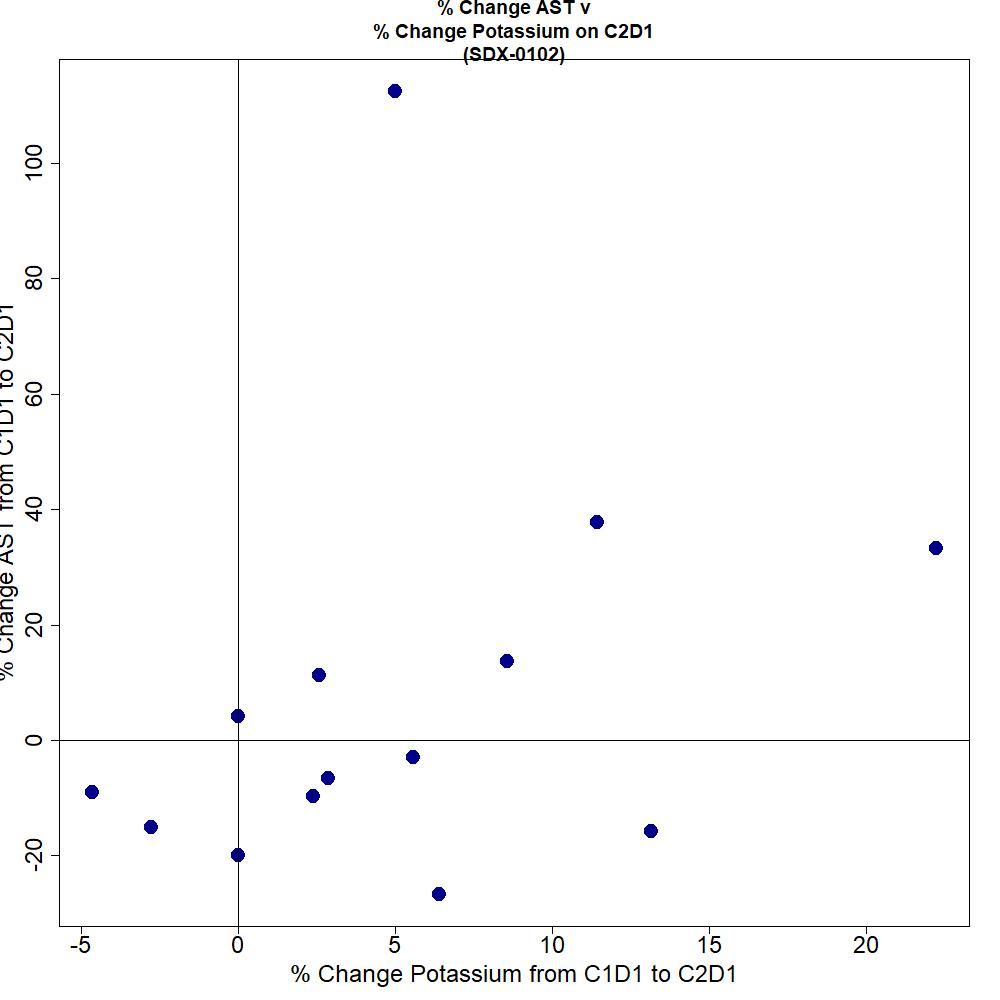 % Change AST v
% Change Potassium on C2D1
(SDX-0102)
% Change AST from C1D1 to C2D1
100
80
60
40
20
0
-20
-5 0 5 10 15 20
% Change Potassium from C1D1 to C2D1